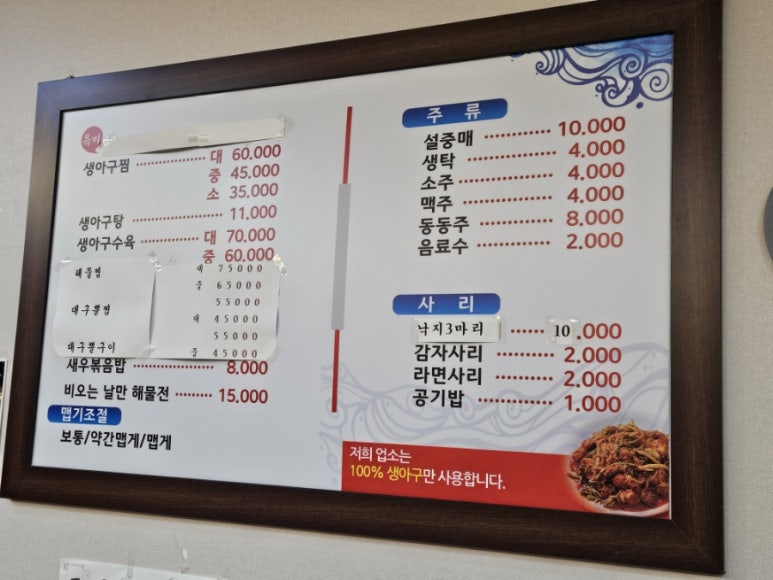 특미
생아구찜 ············ 대 60.000
중 45.000
소 35.000
생아구탕 ················ 11.000
생아구수육 ········ 대 70.000
중 60.000
해물찜 대 75000
중 65000
55000
대구뽈찜 대 45000
55000
대구뽈구이 중 45000
새우볶음밥 ············ 8,000
비오는 날만 해물전 ········ 15,000
맵기조절
보통/약간맵게/맵게
주 류
설중매 ············ 10.000
생탁 ············ 4.000
소주 ············ 4.000
맥주 ············ 4.000
동동주 ············ 8.000
음료수 ············ 2.000
사 리
낙지3마리 ······ 10.000
감자사리 ········ 2.000
라면사리 ········ 2.000
공기밥 ·········· 1.000
저희 업소는
100% 생아구만 사용합니다.